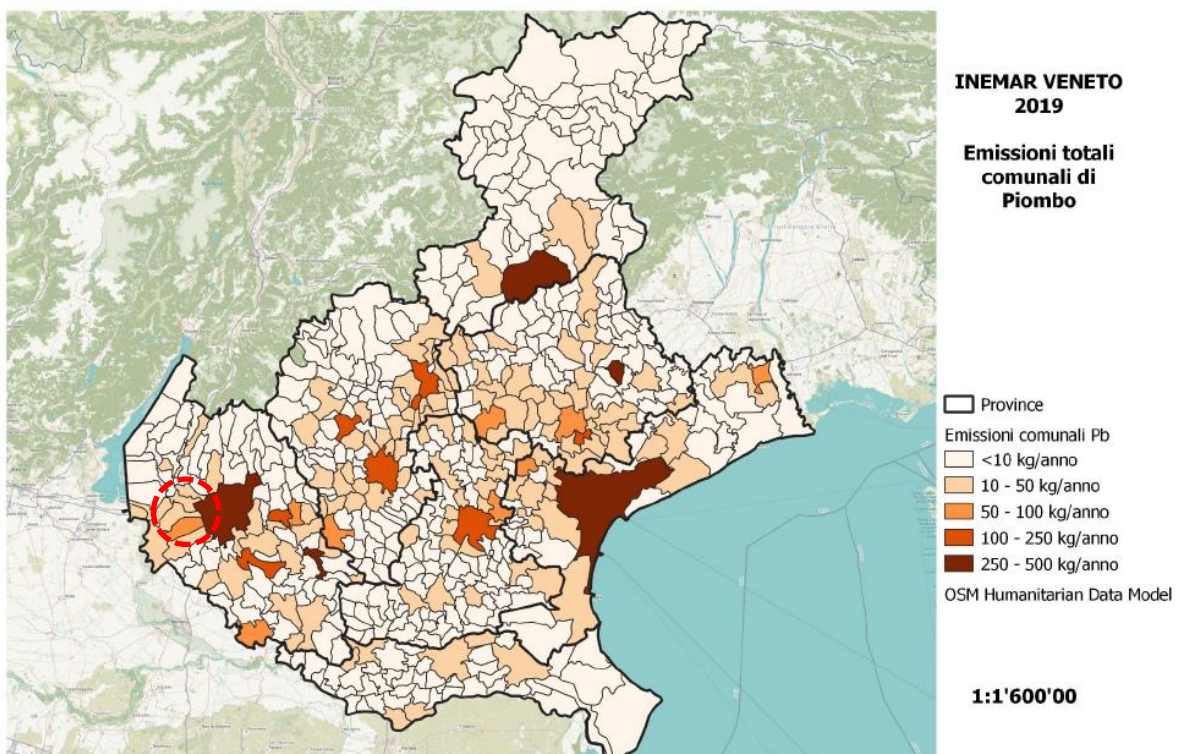 INEMAR VENETO
2019
Emissioni totali
comunali di
Piombo
Province
Emissioni comunali Pb
<10 kg/anno
10 - 50 kg/anno
50 - 100 kg/anno
100 - 250 kg/anno
250 - 500 kg/anno
OSM Humanitarian Data Model
1:1'600'00